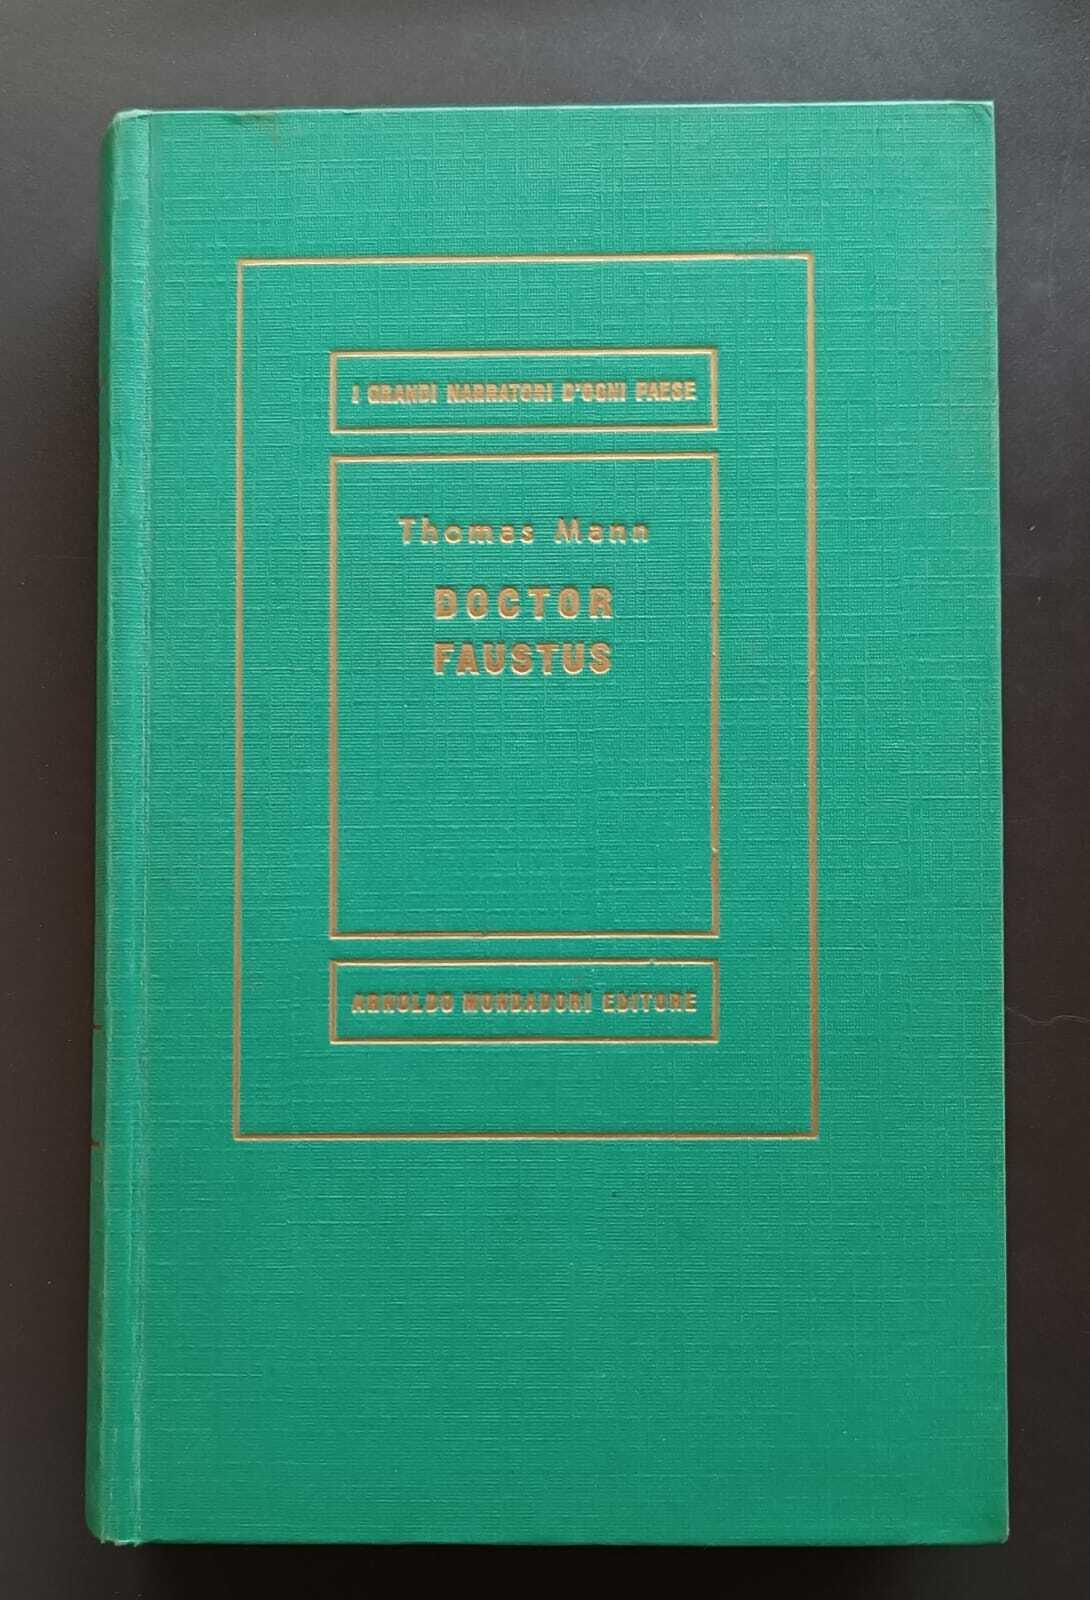 I GRANDI NARRATORI D'OGNI PAESE
Thomas Mann
DOCTOR
FAUSTUS
ARNOLDO MONDADORI EDITORE